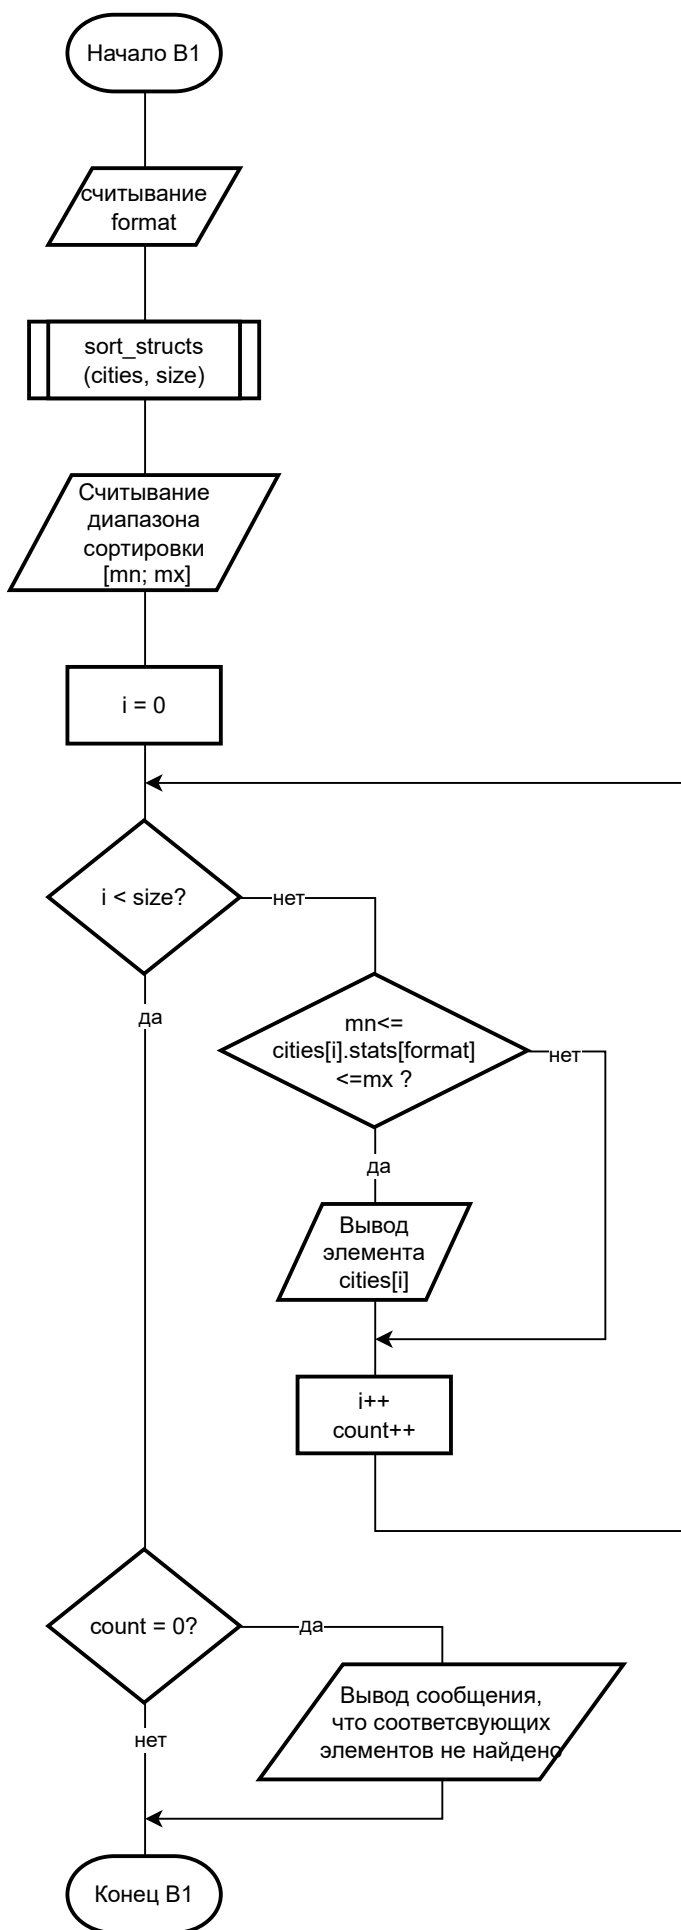 Начало B1
считывание
format
sort_structs
(cities, size)
Считывание
диапазона
сортировки
[mn; mx]
i = 0
i < size?
нет
да
mn<=
cities[i].stats[format]
<=mx ?
нет
да
Вывод
элемента
cities[i]
i++
count++
count = 0?
да
Вывод сообщения,
что соответсвующих
элементов не найдено
нет
Конец B1